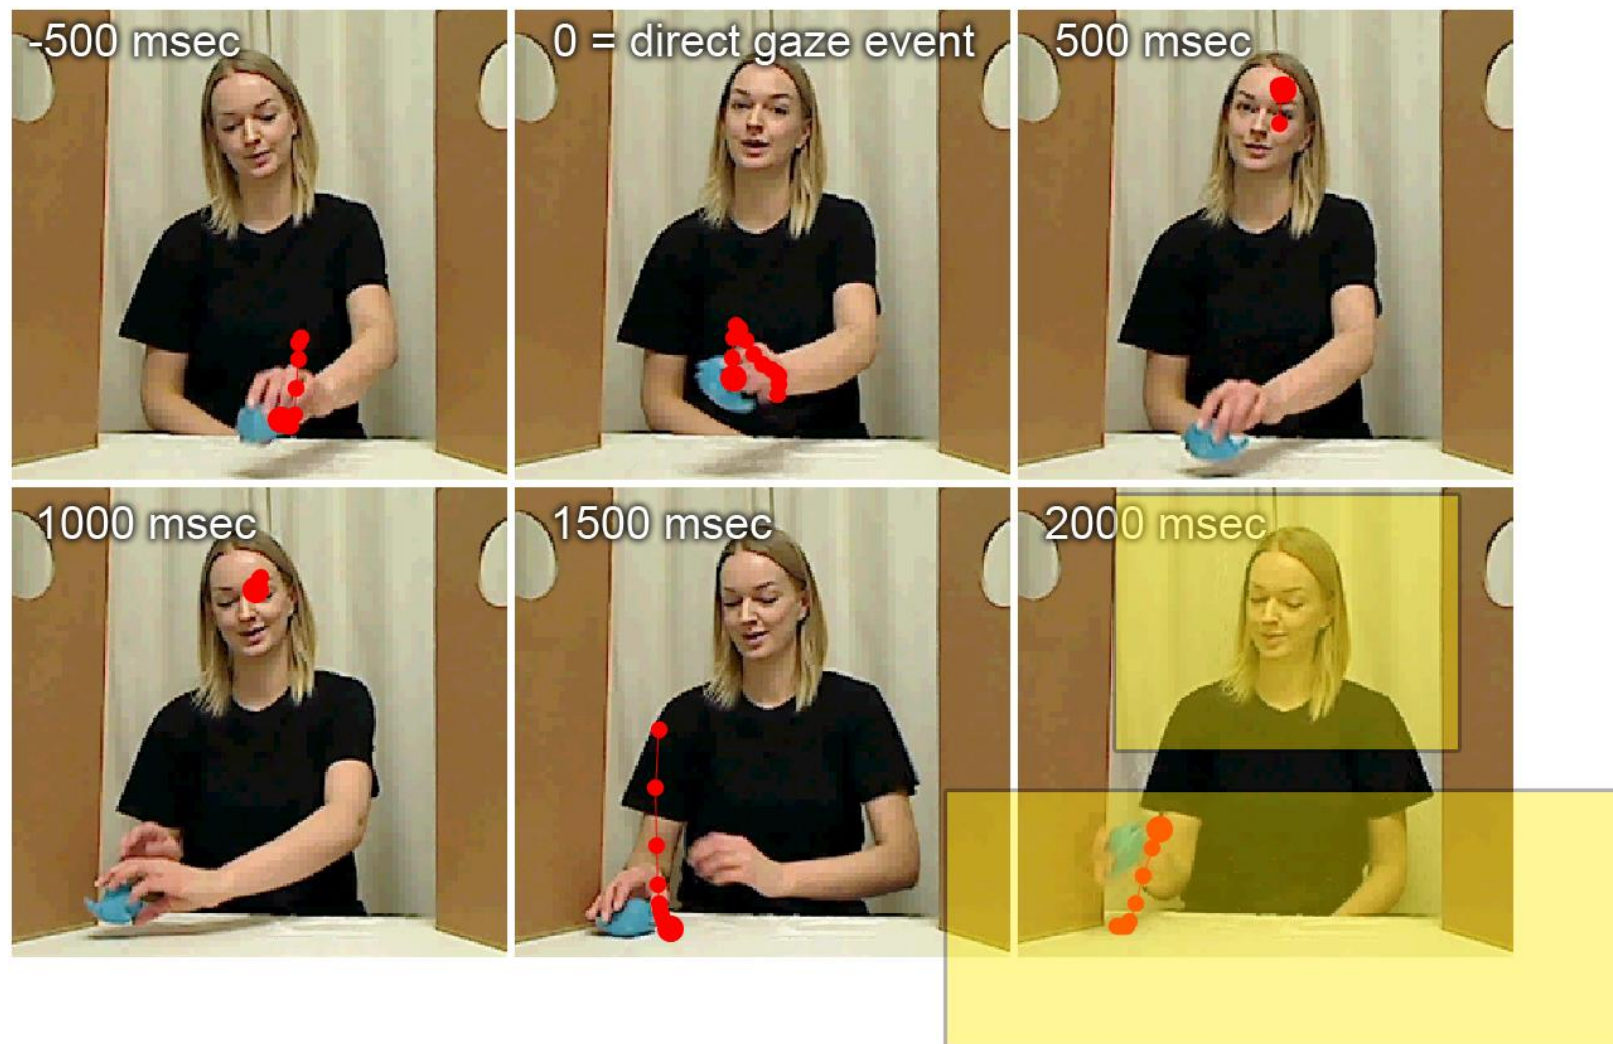 -500 msec
0 = direct gaze event
500 msec
1000 msec
1500 msec
2000 msec